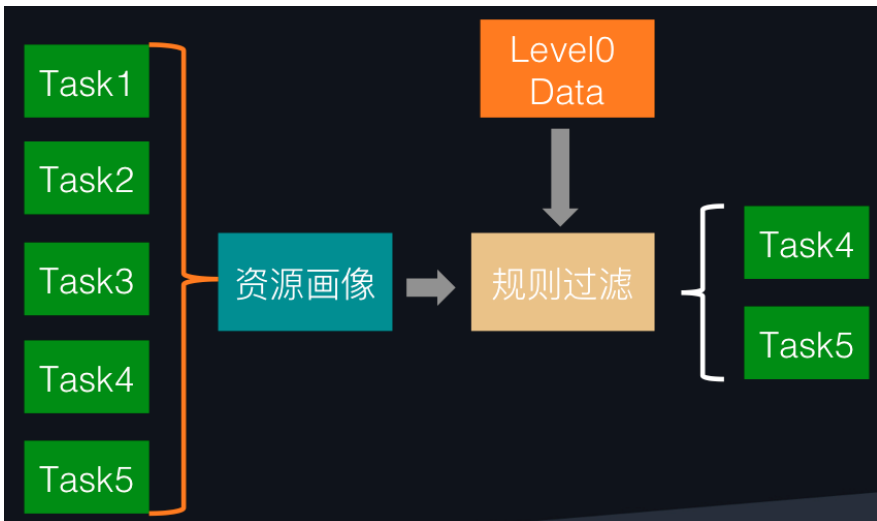 Task1
Task2
Task3
Task4
Task5
资源画像
Level0
Data
规则过滤
Task4
Task5